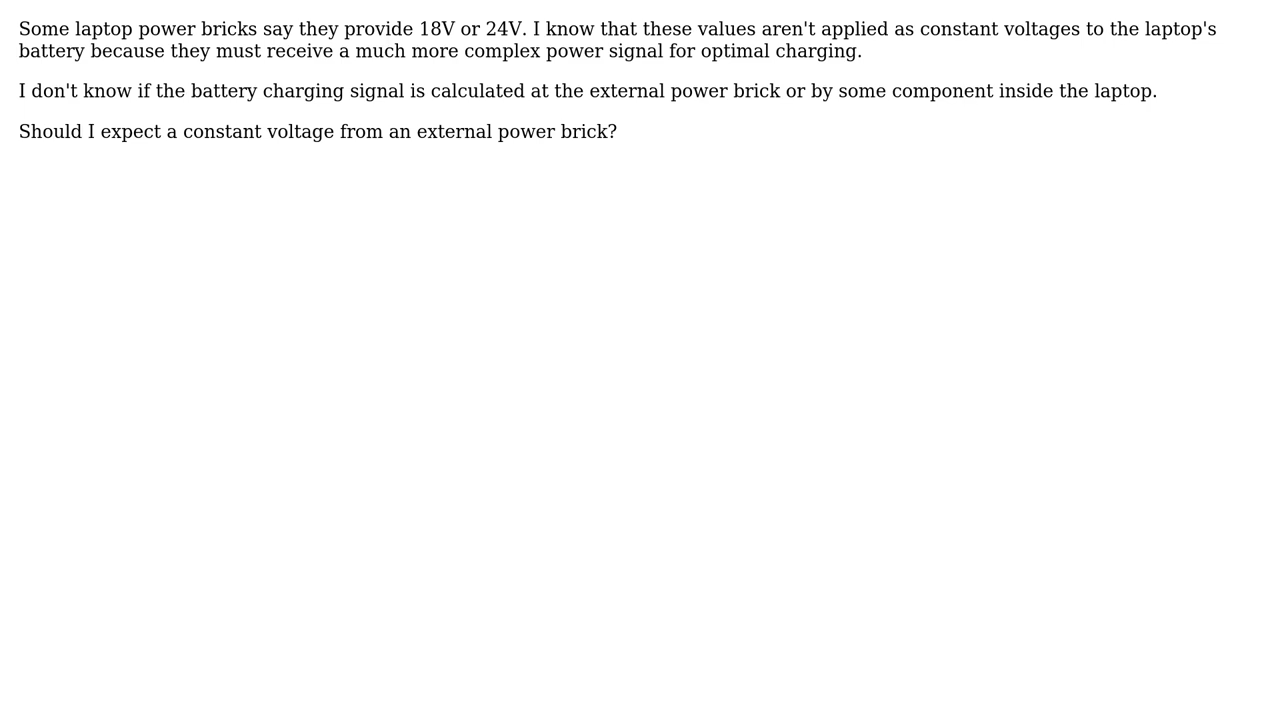 Some laptop power bricks say they provide 18V or 24V. I know that these values aren't applied as constant voltages to the laptop's
battery because they must receive a much more complex power signal for optimal charging.
I don't know if the battery charging signal is calculated at the external power brick or by some component inside the laptop.
Should I expect a constant voltage from an external power brick?